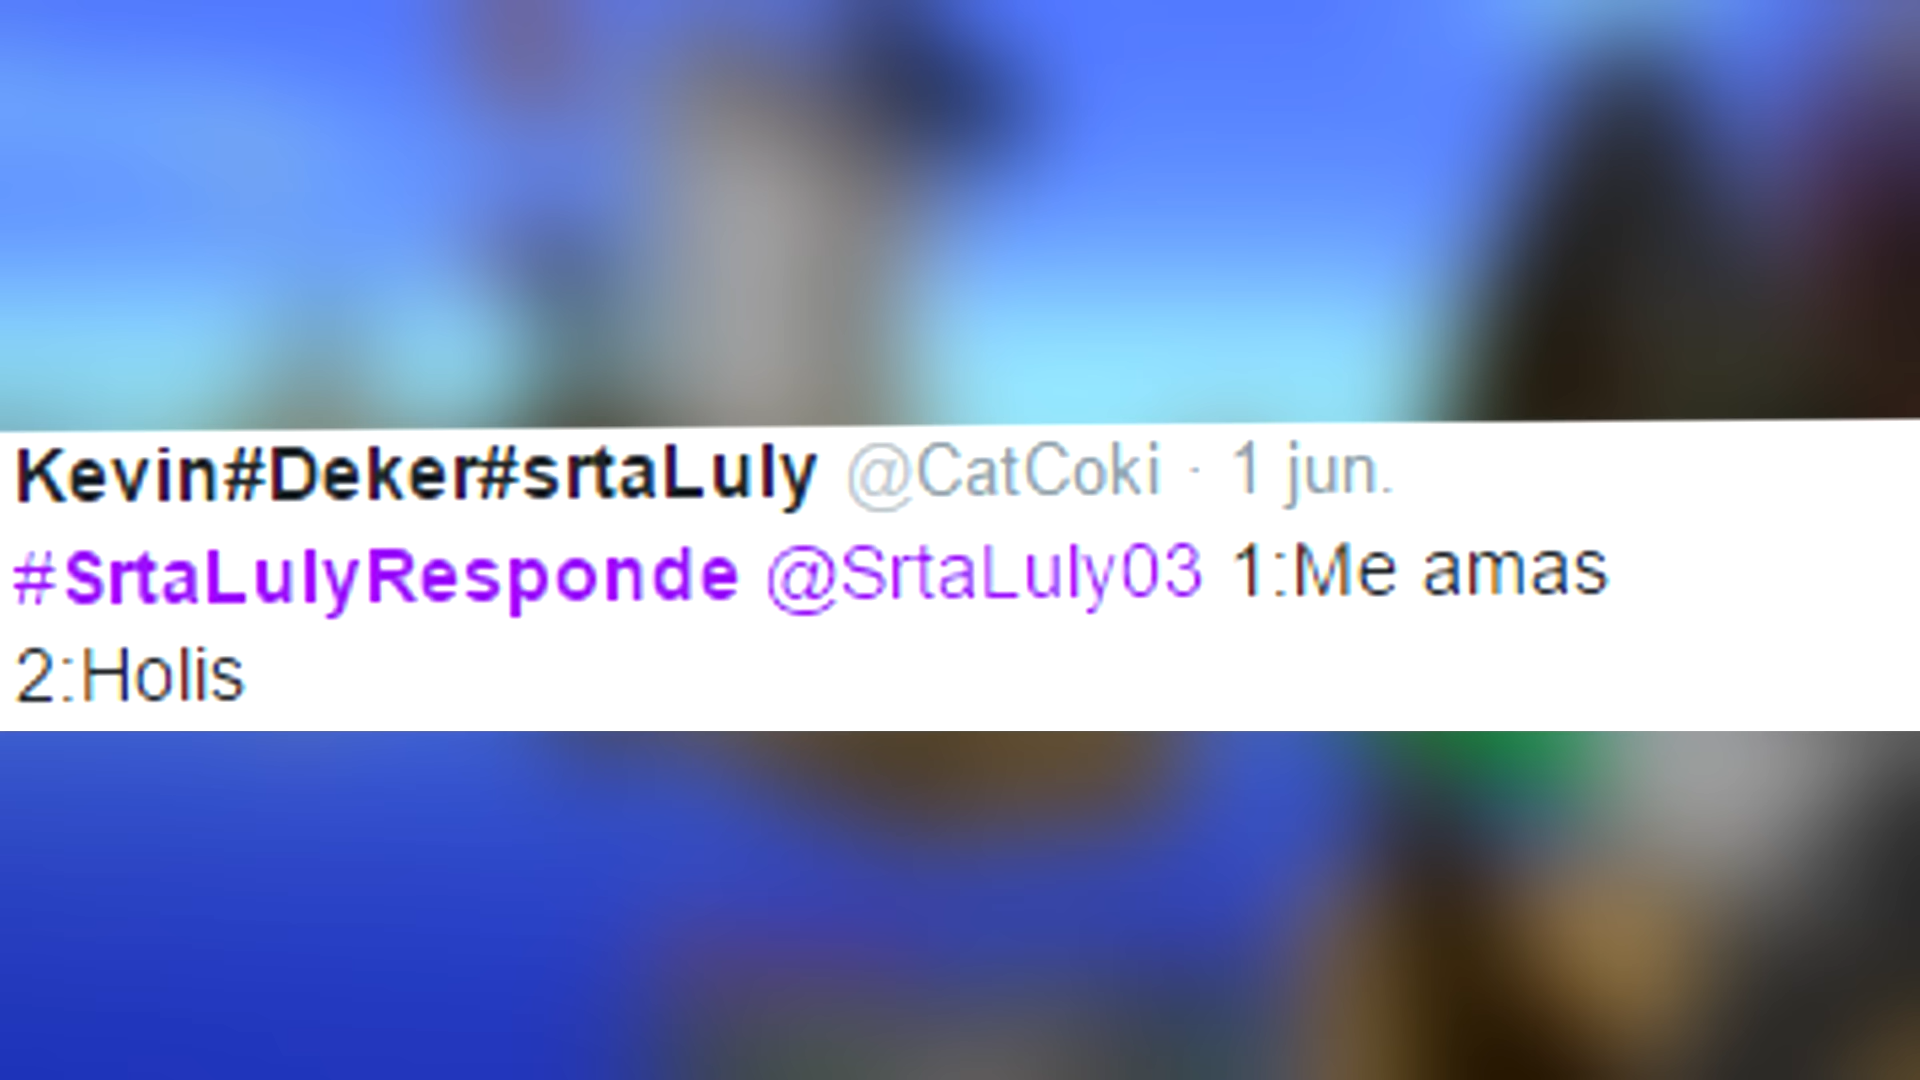 Kevin#Deker#srtaLuly @CatCoki · 1 jun.
#SrtaLulyResponde @SrtaLuly03 1:Me amas
2:Holis